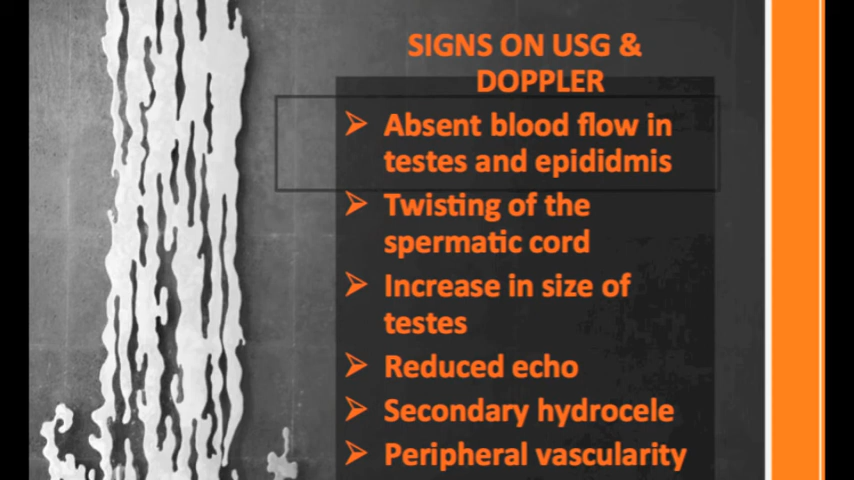 SIGNS ON USG &
DOPPLER
Absent blood flow in
testes and epididmis
Twisting of the
spermatic cord
Increase in size of
testes
Reduced echo
Secondary hydrocele
Peripheral vascularity